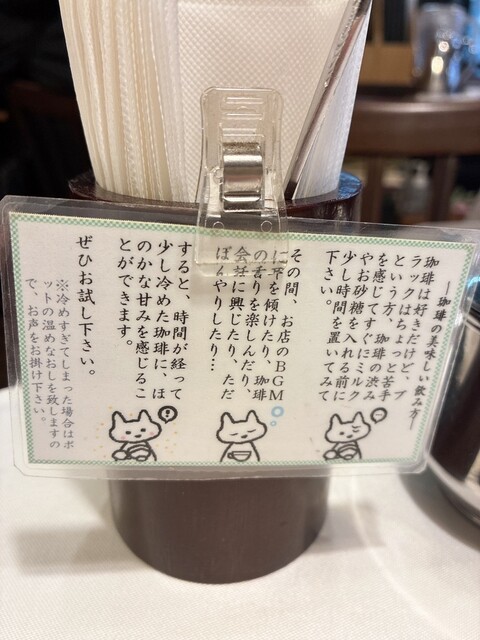 ―珈琲の美味しい飲み方―
珈琲は好きだけど、ブ
ラックはちょっと苦手
という方、珈琲の渋み
を感じてすぐにミルク
やお砂糖を入れる前に
少し時間を置いてみて
下さい。
その間、お店のBGM
に耳を傾けたり、珈琲
の香りを楽しんだり、
会話に興じたり、ただ
ぼんやりしたり…
すると、時間が経って
少し冷めた珈琲に、ほ
のかな甘みを感じるこ
とができます。
ぜひお試し下さい。
※冷めすぎてしまった場合はポ
ットの温めなおしを致しますの
で、お声をお掛け下さい。